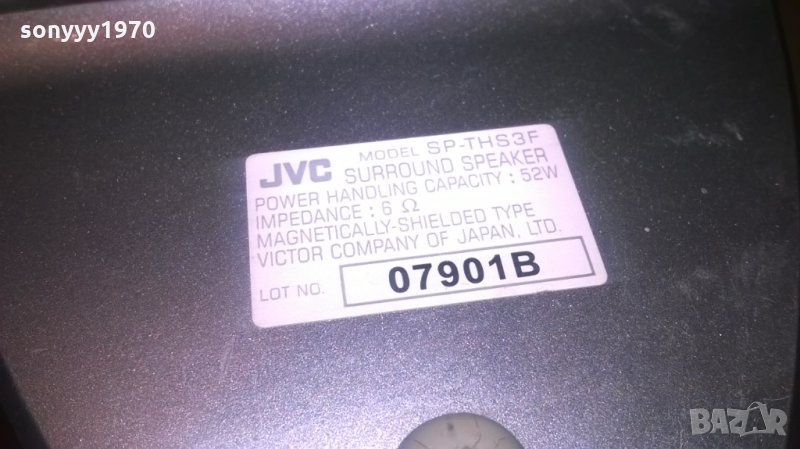 sonyyy1970
JVC MODEL SP-THS3F
SURROUND SPEAKER
POWER HANDLING CAPACITY : 52W
IMPEDANCE : 6 Ω
MAGNETICALLY-SHIELDED TYPE
VICTOR COMPANY OF JAPAN, LTD.
LOT NO. 07901B
BAZAR